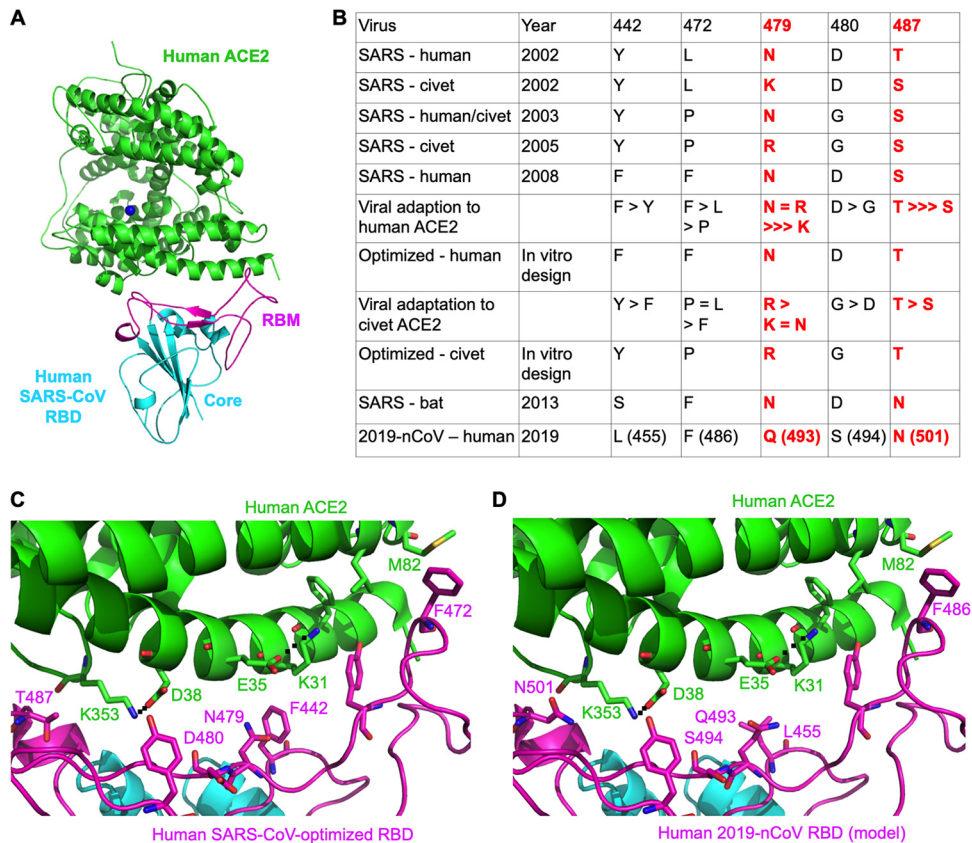 A
Human ACE2
RBM
Human
SARS-CoV
RBD
Core
B
Virus Year 442 472 479 480 487
SARS - human 2002 Y L N D T
SARS - civet 2002 Y L K D S
SARS - human/civet 2003 Y P N G S
SARS - civet 2005 Y P R G S
SARS - human 2008 F F N D S
Viral adaption to F > Y F > L N = R D > G T >>> S
human ACE2 > P >>> K
Optimized - human In vitro F F N D T
design
Viral adaptation to Y > F P = L R > G > D T > S
civet ACE2 > F K = N
Optimized - civet In vitro Y P R G T
design
SARS - bat 2013 S F N D N
2019-nCoV – human 2019 L (455) F (486) Q (493) S (494) N (501)
C
Human ACE2
M82
F472
E35
K31
D38
T487
K353
N479
F442
D480
Human SARS-CoV-optimized RBD
D
Human ACE2
M82
F486
E35
K31
D38
N501
K353
Q493
S494
L455
Human 2019-nCoV RBD (model)